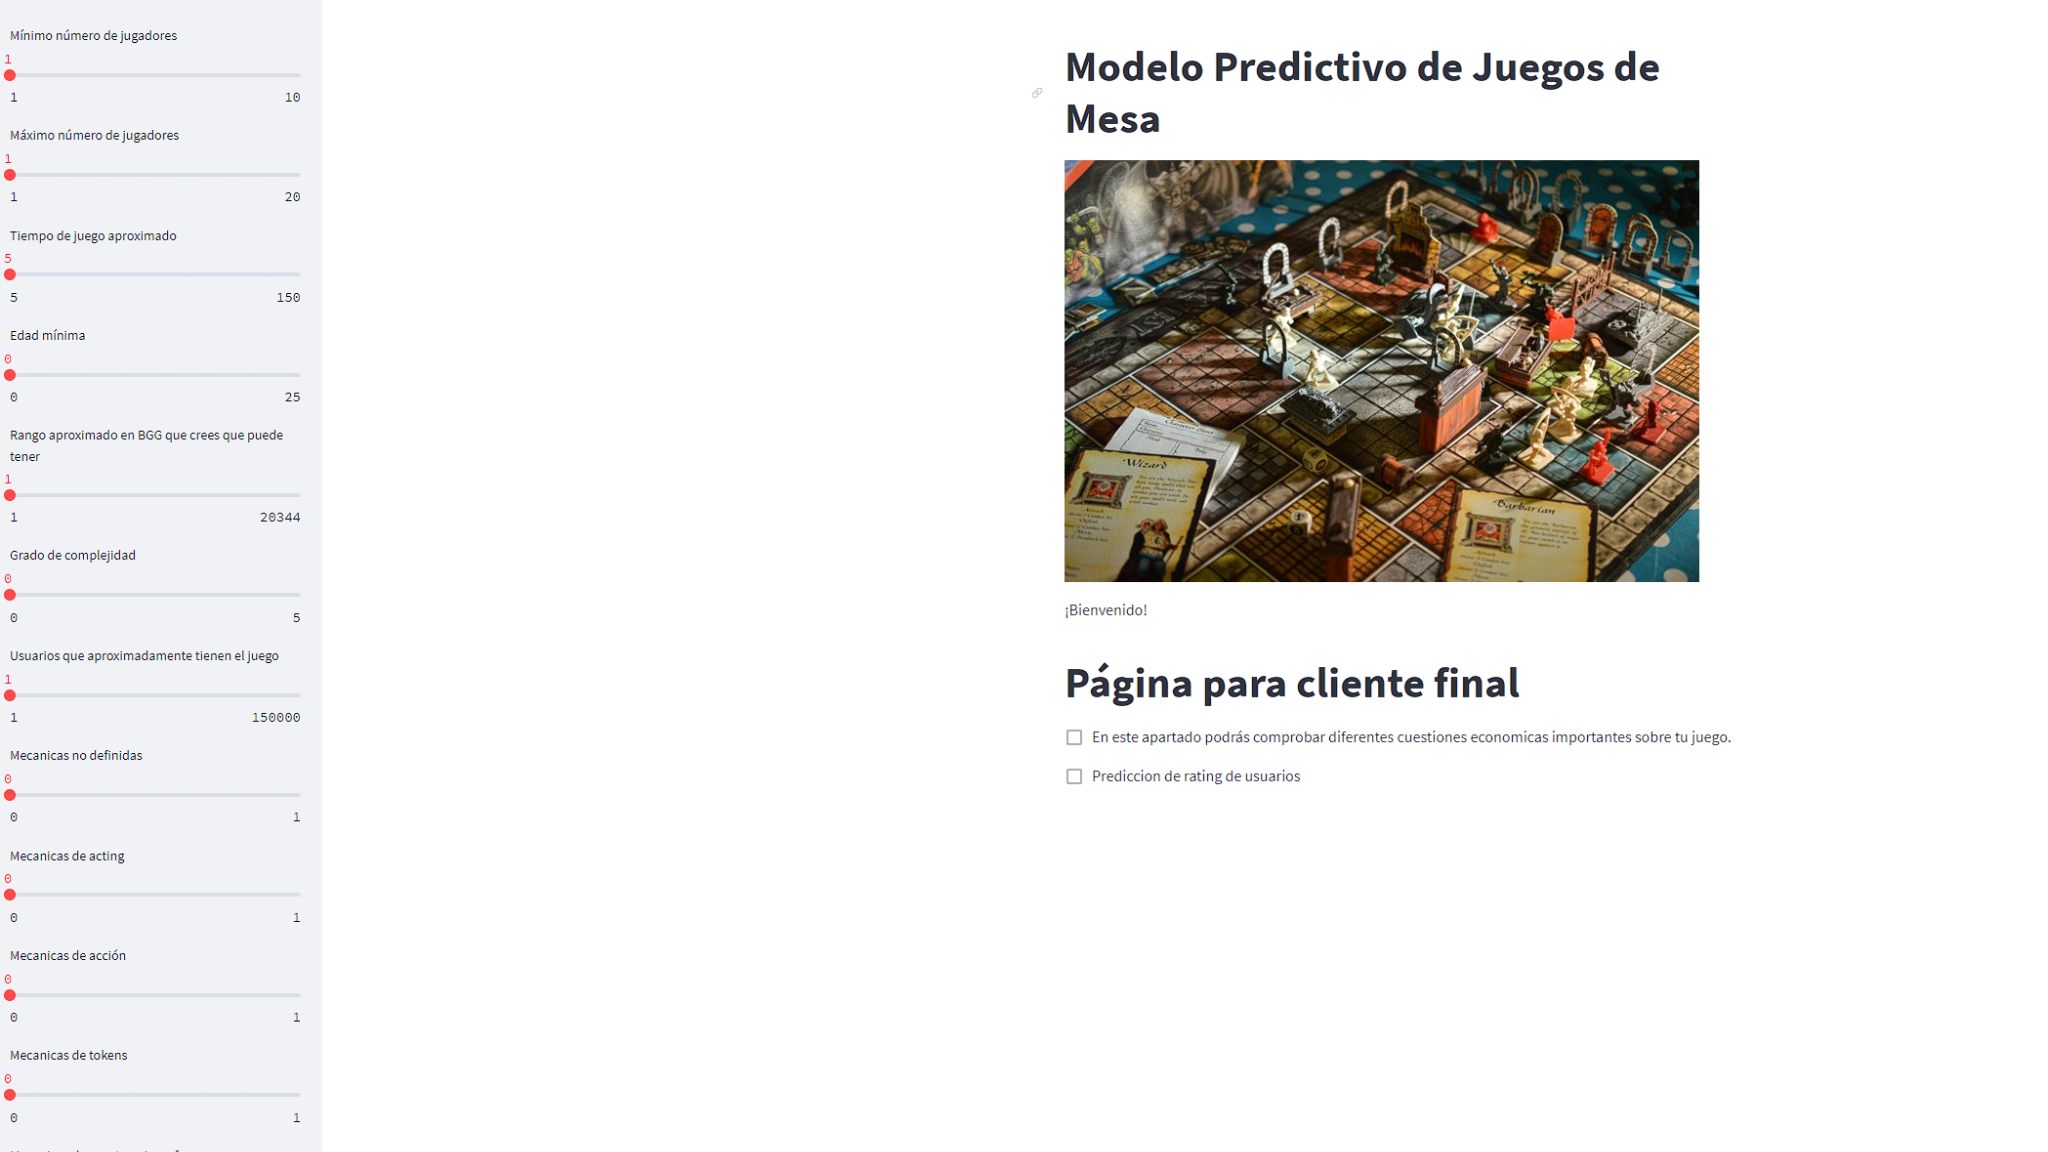 Mínimo número de jugadores
1
1 10
Máximo número de jugadores
1
1 20
Tiempo de juego aproximado
5
5 150
Edad mínima
0
0 25
Rango aproximado en BGG que crees que puede
tener
1
1 20344
Grado de complejidad
0
0 5
Usuarios que aproximadamente tienen el juego
1
1 150000
Mecanicas no definidas
0
0 1
Mecanicas de acting
0
0 1
Mecanicas de acción
0
0 1
Mecanicas de tokens
0
0 1
Modelo Predictivo de Juegos de
Mesa
Character Sheet
Wizard
Barbarian
¡Bienvenido!
Página para cliente final
En este apartado podrás comprobar diferentes cuestiones economicas importantes sobre tu juego.
Prediccion de rating de usuarios